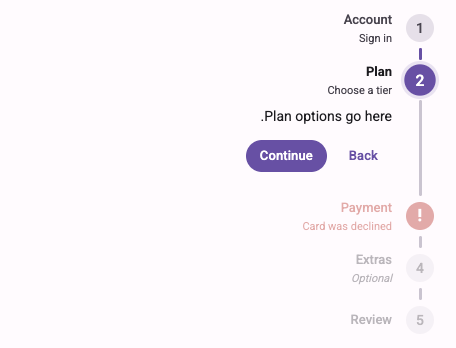 Account
1
Sign in
Plan
2
Choose a tier
.Plan options go here
Continue Back
Payment
!
Card was declined
Extras
4
Optional
Review
5